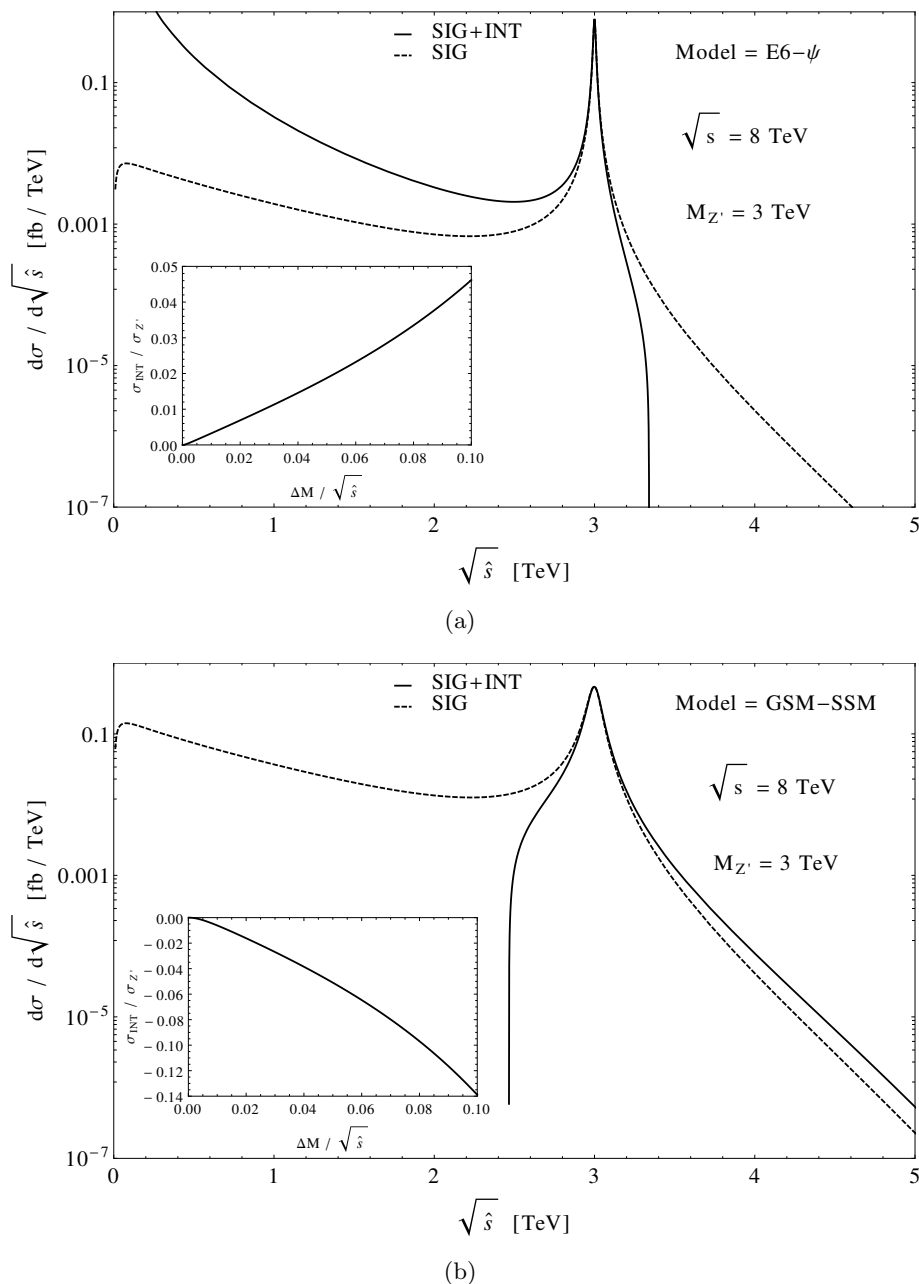 SIG+INT
SIG
Model = E6−ψ
√s = 8 TeV
M_Z' = 3 TeV
dσ / d√ŝ [fb / TeV]
0.1
0.001
10^−5
10^−7
0 1 2 3 4 5
√ŝ [TeV]
σ_INT / σ_Z'
0.05
0.04
0.03
0.02
0.01
0.00
0.00 0.02 0.04 0.06 0.08 0.10
ΔM / √ŝ
(a)
SIG+INT
SIG
Model = GSM−SSM
√s = 8 TeV
M_Z' = 3 TeV
dσ / d√ŝ [fb / TeV]
0.1
0.001
10^−5
10^−7
0 1 2 3 4 5
√ŝ [TeV]
σ_INT / σ_Z'
0.00
−0.02
−0.04
−0.06
−0.08
−0.10
−0.12
−0.14
0.00 0.02 0.04 0.06 0.08 0.10
ΔM / √ŝ
(b)